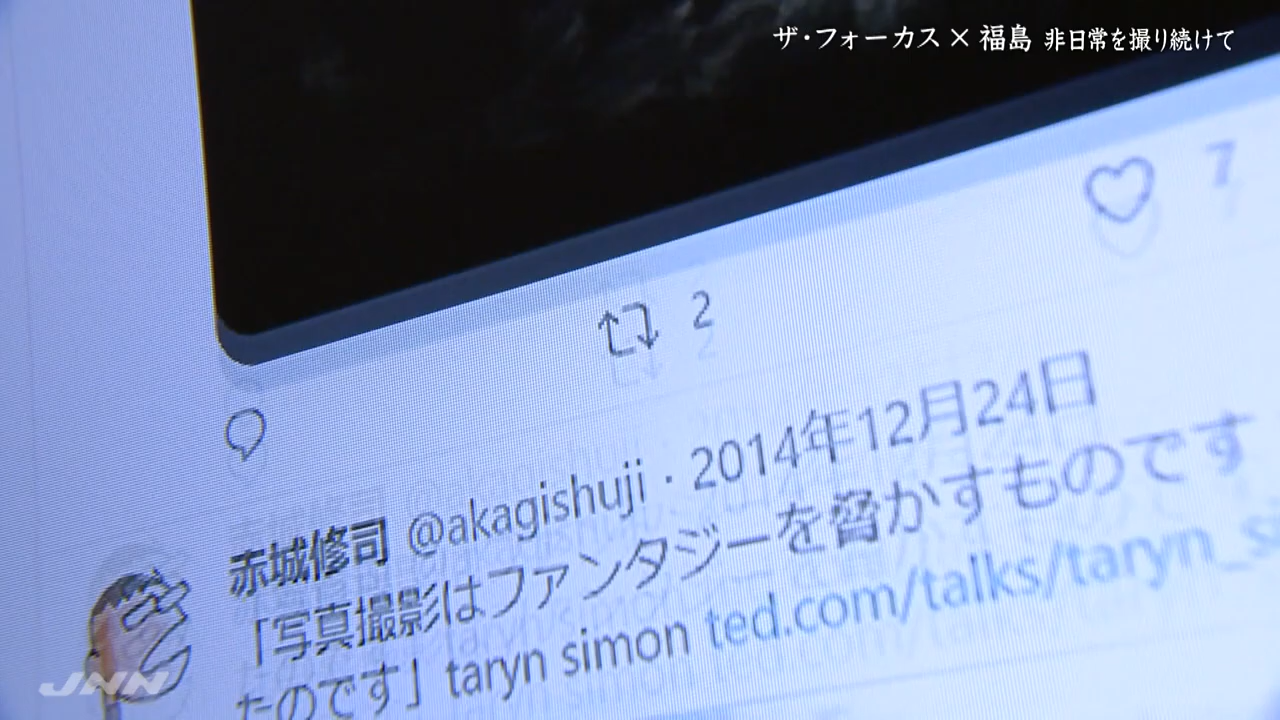 ザ・フォーカス × 福島 非日常を撮り続けて
7
2
赤城修司 @akagishuji · 2014年12月24日
「写真撮影はファンタジーを脅かすものです
たのです」taryn simon ted.com/talks/taryn_si
JNN